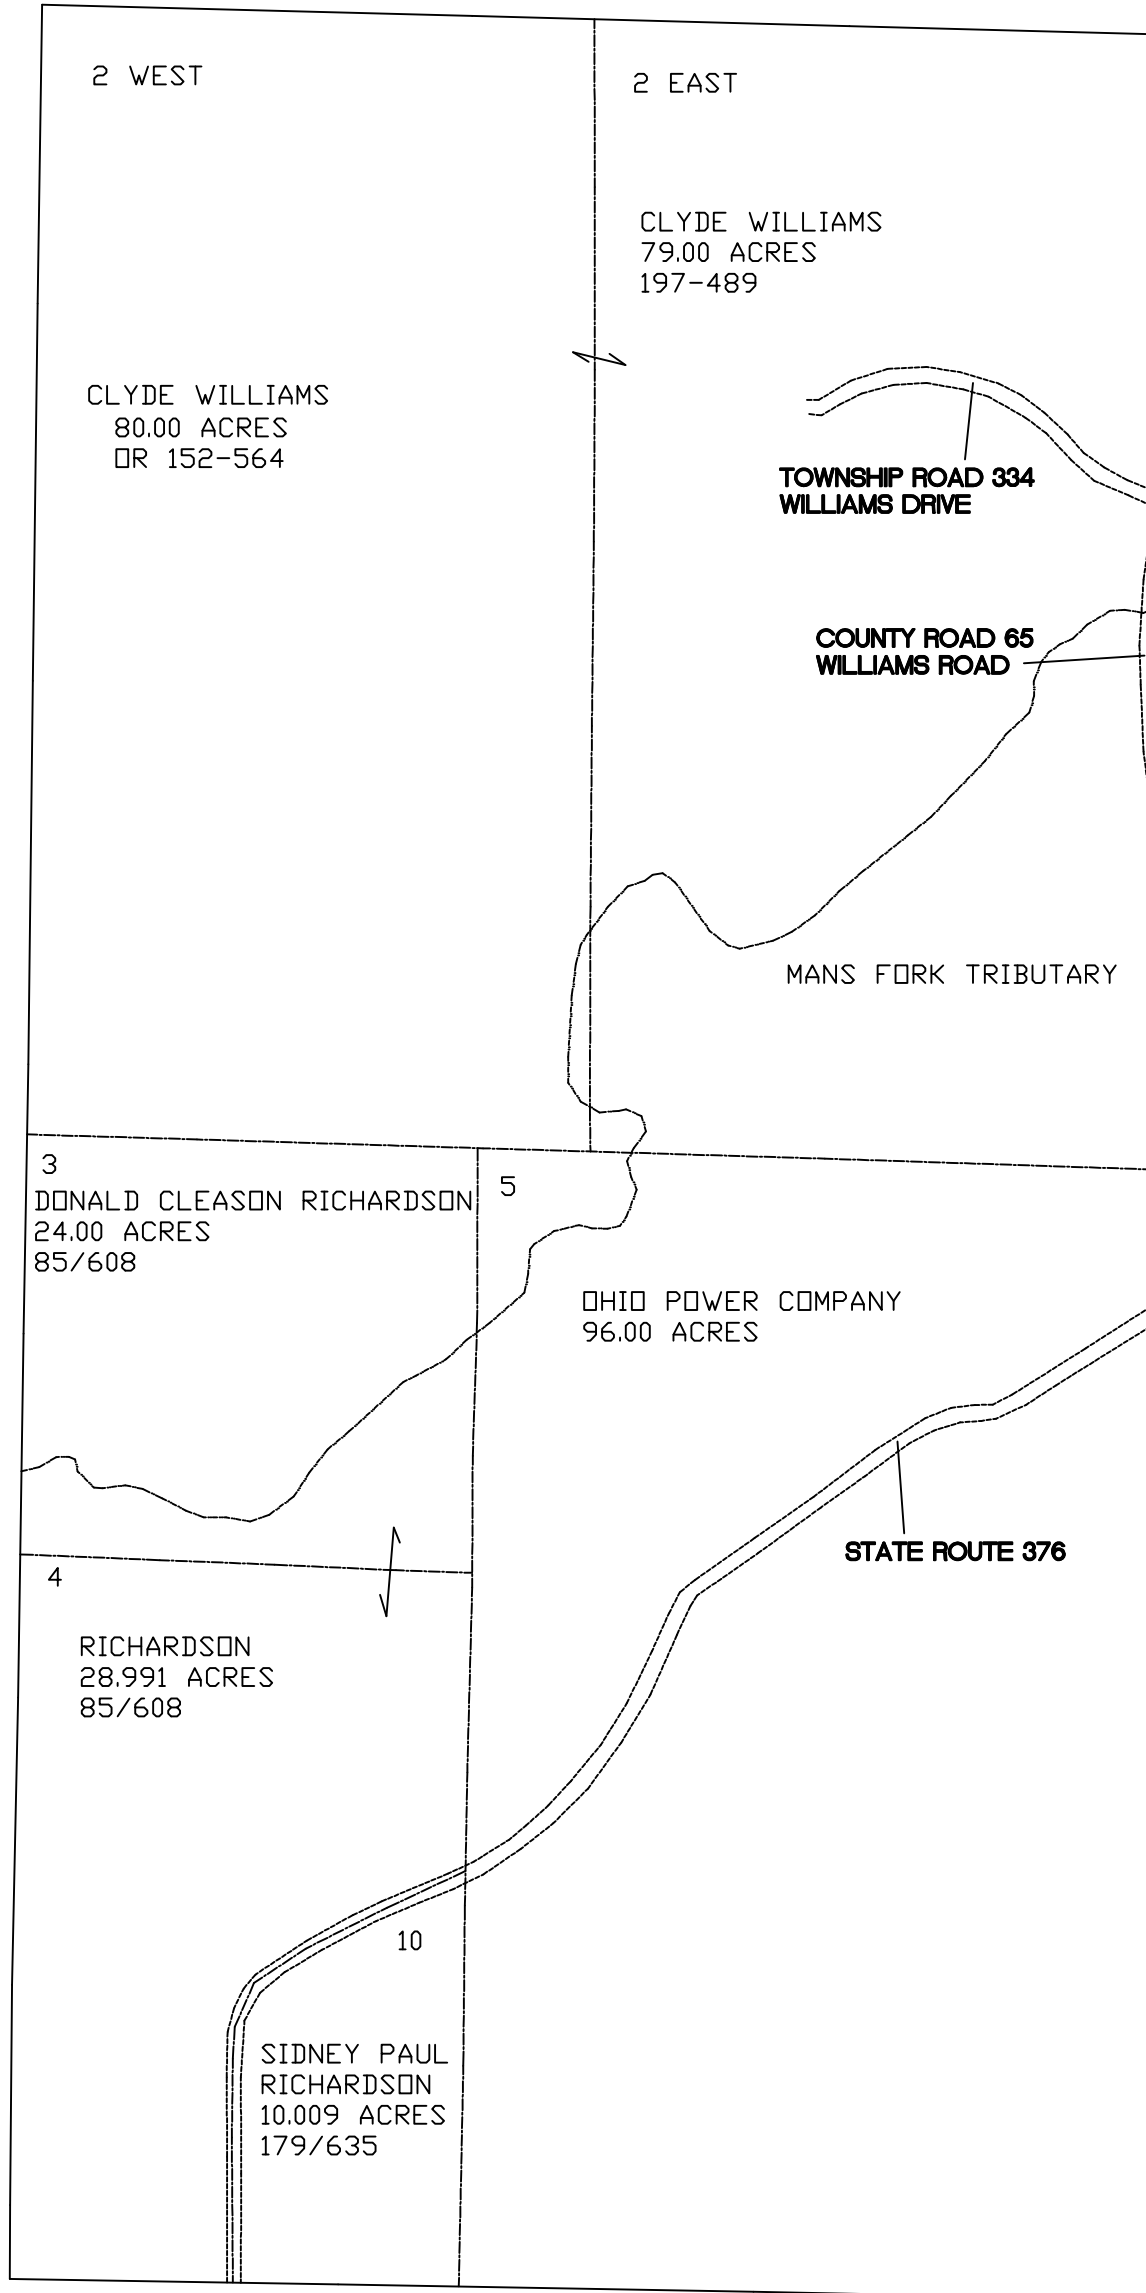 2 WEST
2 EAST
CLYDE WILLIAMS
79.00 ACRES
197-489
CLYDE WILLIAMS
80.00 ACRES
OR 152-564
TOWNSHIP ROAD 334
WILLIAMS DRIVE
COUNTY ROAD 65
WILLIAMS ROAD
MANS FORK TRIBUTARY
3
DONALD CLEASON RICHARDSON
24.00 ACRES
85/608
5
OHIO POWER COMPANY
96.00 ACRES
STATE ROUTE 376
4
RICHARDSON
28.991 ACRES
85/608
10
SIDNEY PAUL
RICHARDSON
10.009 ACRES
179/635